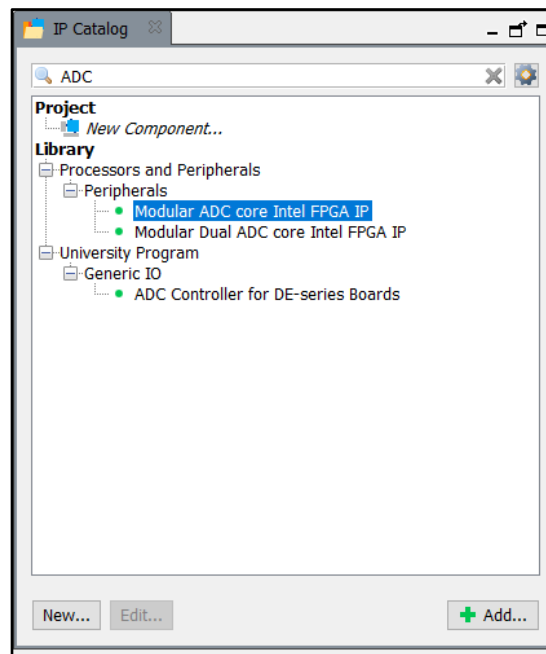 IP Catalog
ADC
Project
New Component...
Library
Processors and Peripherals
Peripherals
Modular ADC core Intel FPGA IP
Modular Dual ADC core Intel FPGA IP
University Program
Generic IO
ADC Controller for DE-series Boards
New... Edit... Add...